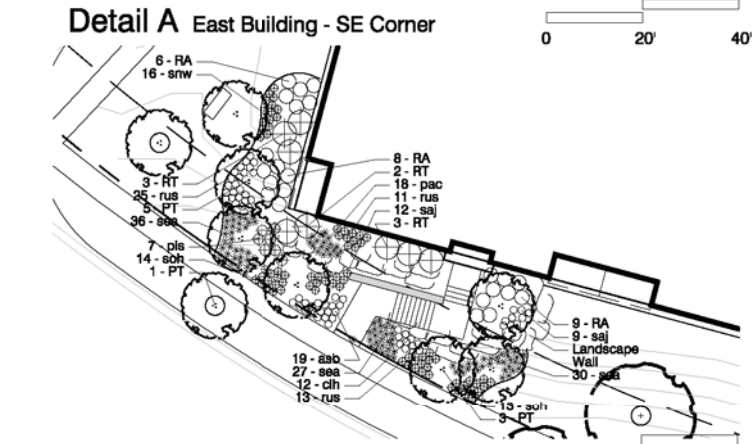 Detail A East Building - SE Corner
0 20' 40'
6 - RA
16 - snw
3 - RT
25 - rus
5 - PT
36 - sea
7 - pls
14 - soh
1 - PT
8 - RA
2 - RT
18 - pac
11 - rus
12 - saj
3 - RT
19 - asb
27 - sea
12 - clh
13 - rus
9 - RA
9 - saj
Landscape
Wall
30 - sea
13 - soh
3 - PT